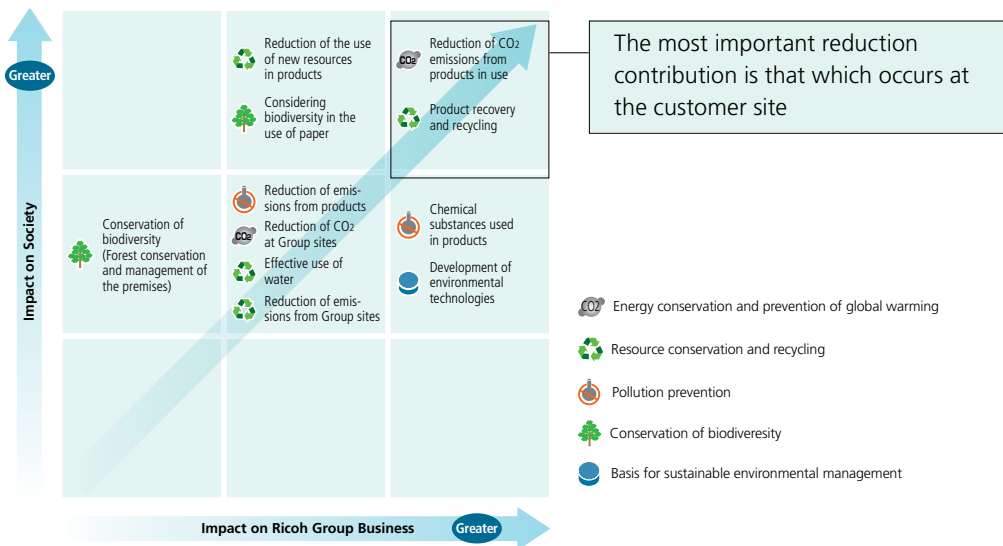 Greater
Impact on Society
Reduction of the use
of new resources
in products
Considering
biodiversity in the
use of paper
CO2
Reduction of CO2
emissions from
products in use
Product recovery
and recycling
The most important reduction
contribution is that which occurs at
the customer site
Conservation of
biodiversity
(Forest conservation
and management of
the premises)
Reduction of emis-
sions from products
CO2
Reduction of CO2
at Group sites
Effective use of
water
Reduction of emis-
sions from Group sites
Chemical
substances used
in products
Development of
environmental
technologies
CO2
Energy conservation and prevention of global warming
Resource conservation and recycling
Pollution prevention
Conservation of biodiveresity
Basis for sustainable environmental management
Impact on Ricoh Group Business
Greater